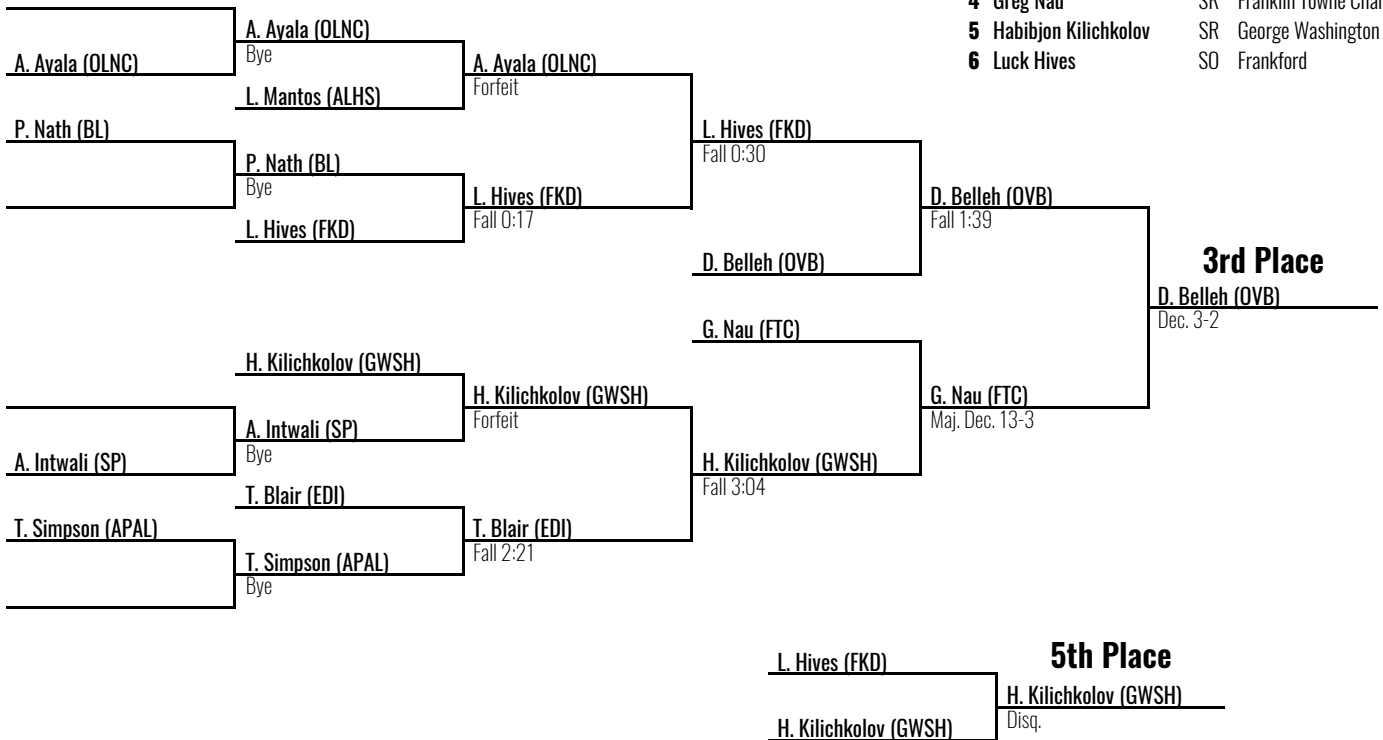 4 Greg Nau SR Franklin Towne Char
5 Habibjon Kilichkolov SR George Washington
6 Luck Hives SO Frankford
A. Ayala (OLNC)
Bye
A. Ayala (OLNC)
A. Ayala (OLNC)
Forfeit
L. Mantos (ALHS)
P. Nath (BL)
L. Hives (FKD)
Fall 0:30
P. Nath (BL)
Bye
L. Hives (FKD)
Fall 0:17
D. Belleh (OVB)
Fall 1:39
L. Hives (FKD)
D. Belleh (OVB)
3rd Place
D. Belleh (OVB)
Dec. 3-2
G. Nau (FTC)
H. Kilichkolov (GWSH)
H. Kilichkolov (GWSH)
Forfeit
G. Nau (FTC)
Maj. Dec. 13-3
A. Intwali (SP)
Bye
A. Intwali (SP)
H. Kilichkolov (GWSH)
Fall 3:04
T. Blair (EDI)
T. Simpson (APAL)
T. Blair (EDI)
Fall 2:21
T. Simpson (APAL)
Bye
5th Place
L. Hives (FKD)
H. Kilichkolov (GWSH)
Disq.
H. Kilichkolov (GWSH)